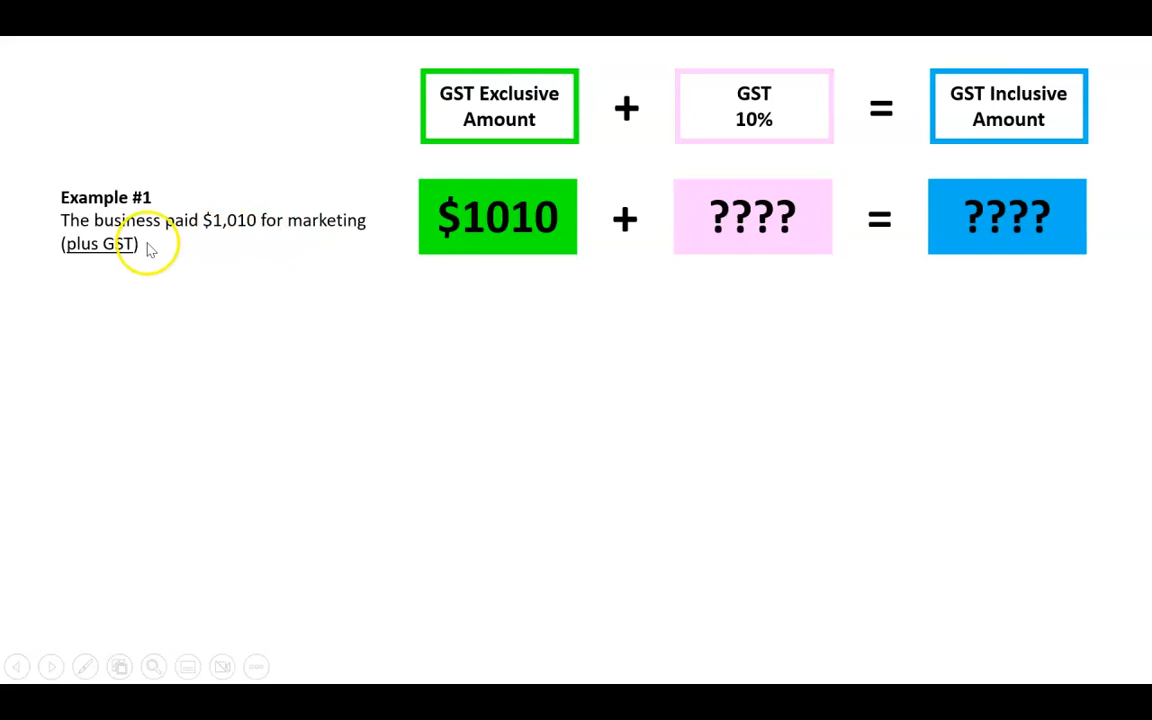 GST Exclusive
Amount
+
GST
10%
=
GST Inclusive
Amount
Example #1
The business paid $1,010 for marketing
(plus GST)
$1010
+
????
=
????